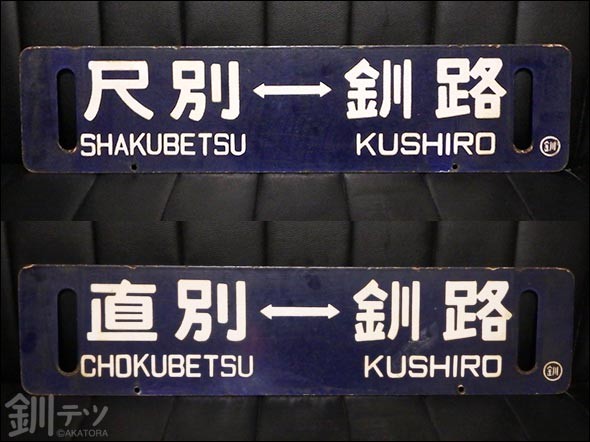 尺別 ↔ 釧路
SHAKUBETSU KUSHIRO
釧
直別 ↔ 釧路
CHOKUBETSU KUSHIRO
釧
釧テツ
©AKATORA